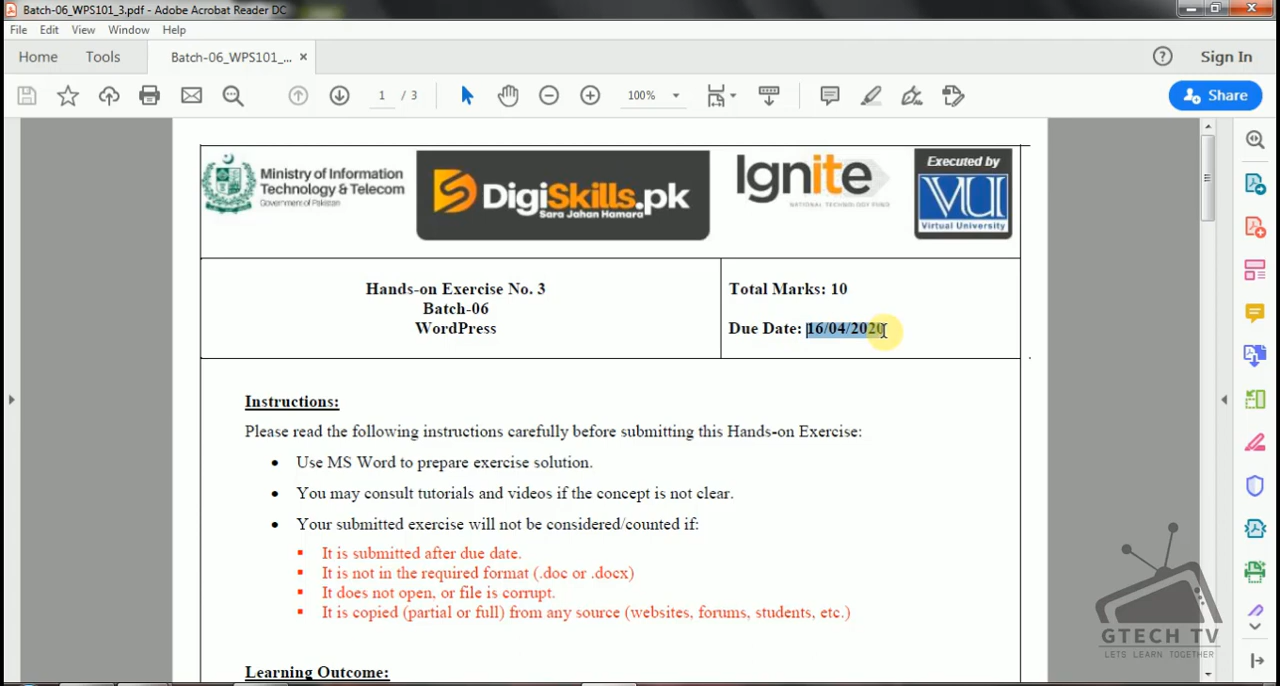 Batch-06_WPS101_3.pdf - Adobe Acrobat Reader DC
File Edit View Window Help
Home Tools Batch-06_WPS101_... × Sign In
1 / 3 100% Share
Ministry of Information
Technology & Telecom
Government of Pakistan
DigiSkills.pk
Sara Jahan Hamara
Ignite
NATIONAL TECHNOLOGY FUND
Executed by
VU
Virtual University
Hands-on Exercise No. 3
Batch-06
WordPress
Total Marks: 10
Due Date: 16/04/2020
Instructions:
Please read the following instructions carefully before submitting this Hands-on Exercise:
• Use MS Word to prepare exercise solution.
• You may consult tutorials and videos if the concept is not clear.
• Your submitted exercise will not be considered/counted if:
▪ It is submitted after due date.
▪ It is not in the required format (.doc or .docx)
▪ It does not open, or file is corrupt.
▪ It is copied (partial or full) from any source (websites, forums, students, etc.)
Learning Outcome:
GTECH TV
LETS LEARN TOGETHER